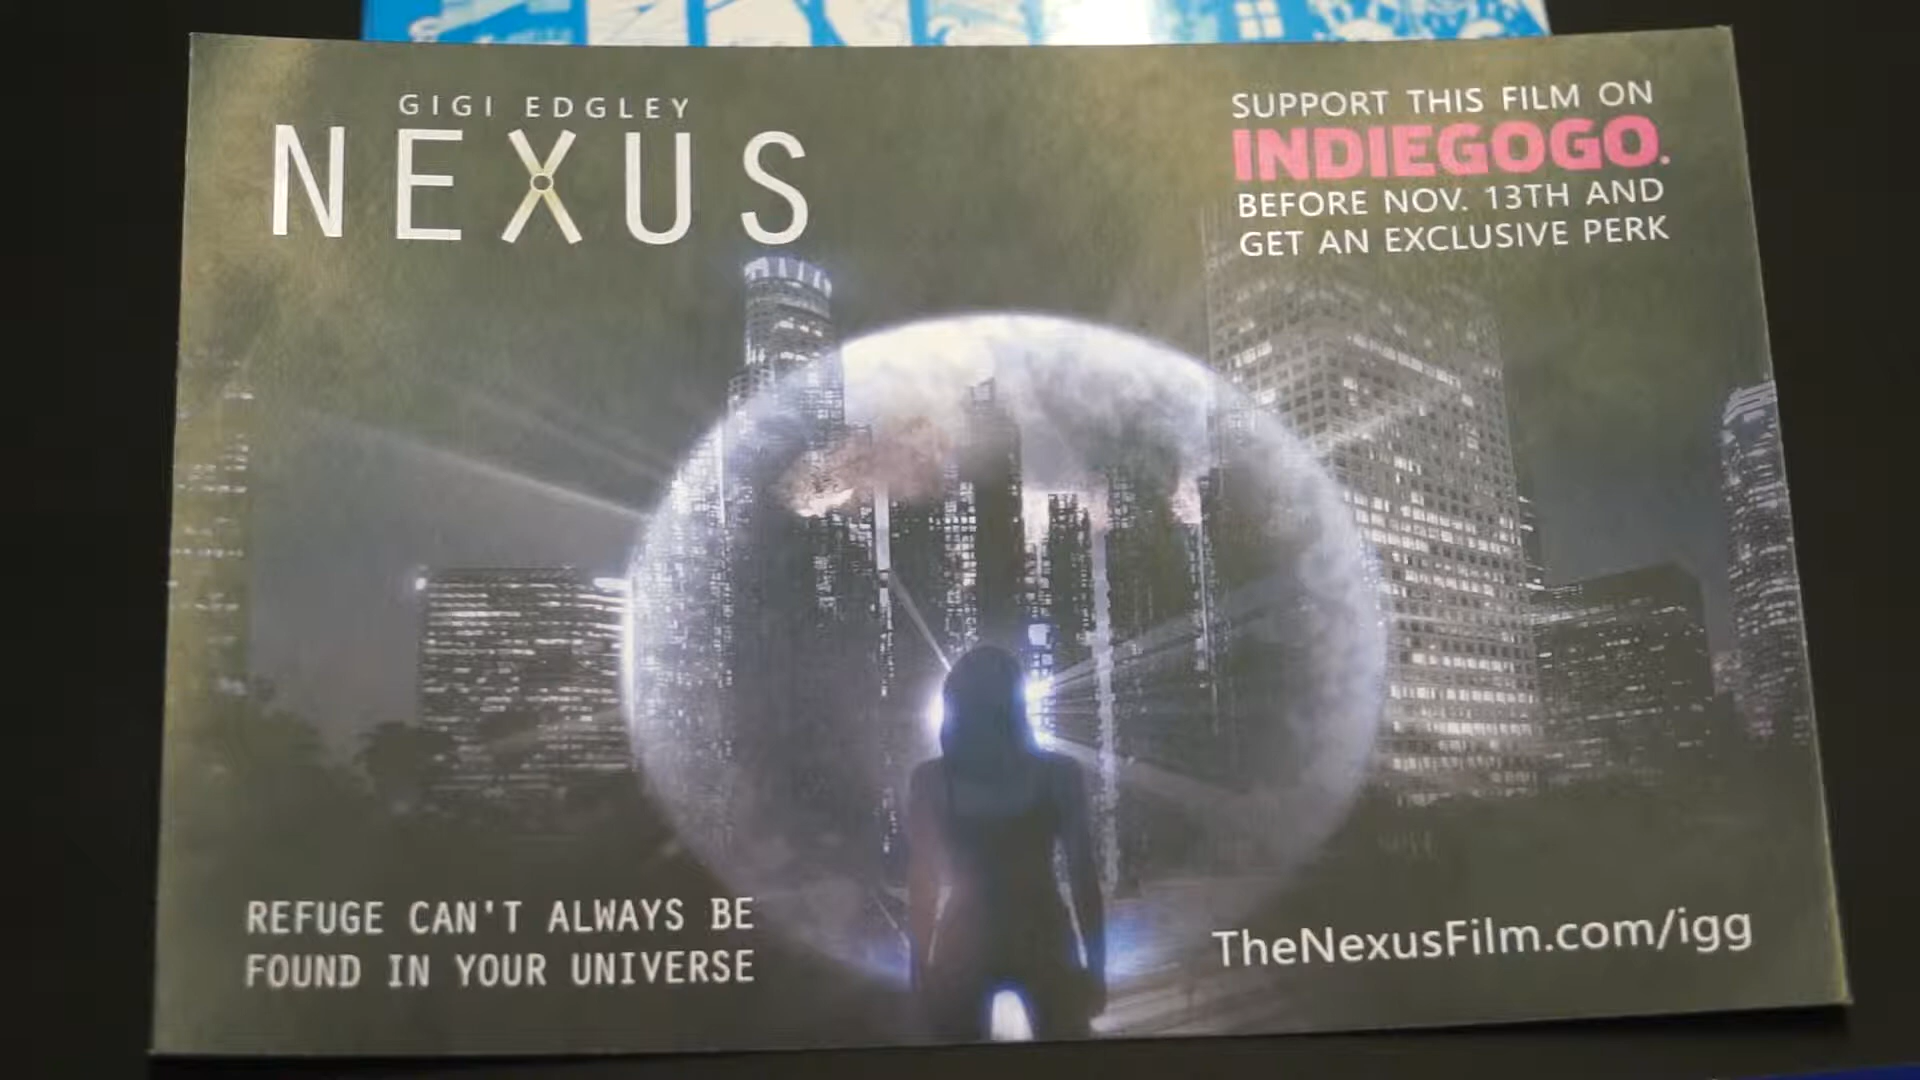 GIGI EDGLEY
NEXUS
SUPPORT THIS FILM ON
INDIEGOGO.
BEFORE NOV. 13TH AND
GET AN EXCLUSIVE PERK
REFUGE CAN'T ALWAYS BE
FOUND IN YOUR UNIVERSE
TheNexusFilm.com/igg